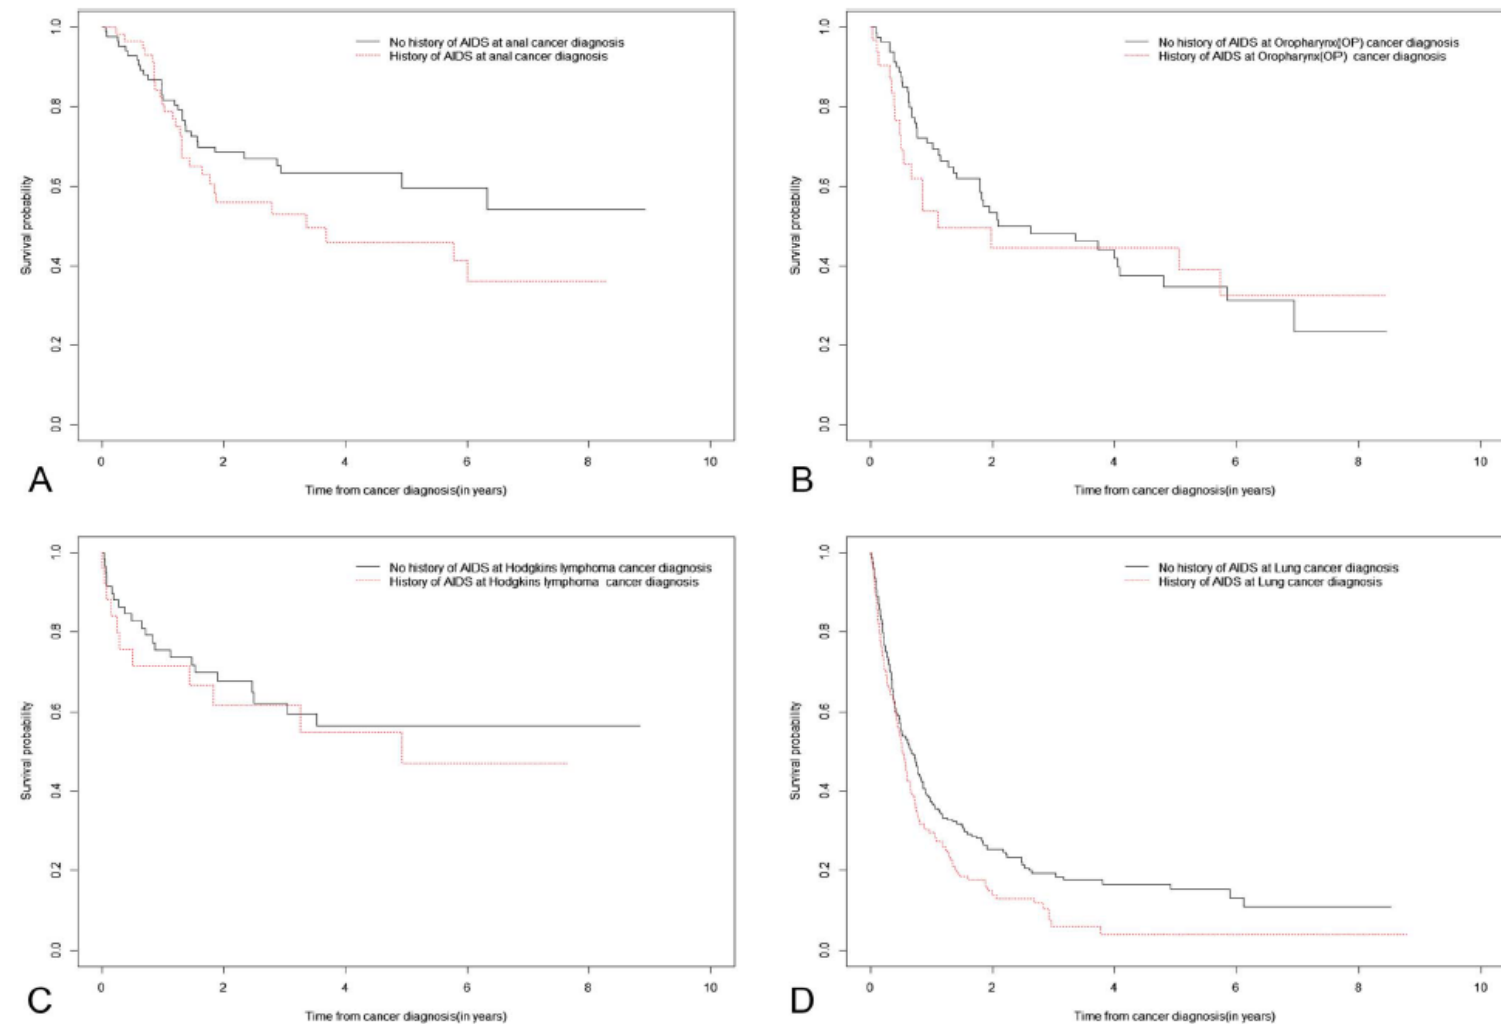 No history of AIDS at anal cancer diagnosis
History of AIDS at anal cancer diagnosis
Survival probability
1.0
0.8
0.6
0.4
0.2
0.0
0 2 4 6 8 10
Time from cancer diagnosis(in years)
A
No history of AIDS at Oropharynx(OP) cancer diagnosis
History of AIDS at Oropharynx(OP) cancer diagnosis
Survival probability
1.0
0.8
0.6
0.4
0.2
0.0
0 2 4 6 8 10
Time from cancer diagnosis(in years)
B
No history of AIDS at Hodgkins lymphoma cancer diagnosis
History of AIDS at Hodgkins lymphoma cancer diagnosis
Survival probability
1.0
0.8
0.6
0.4
0.2
0.0
0 2 4 6 8 10
Time from cancer diagnosis(in years)
C
No history of AIDS at Lung cancer diagnosis
History of AIDS at Lung cancer diagnosis
Survival probability
1.0
0.8
0.6
0.4
0.2
0.0
0 2 4 6 8 10
Time from cancer diagnosis(in years)
D